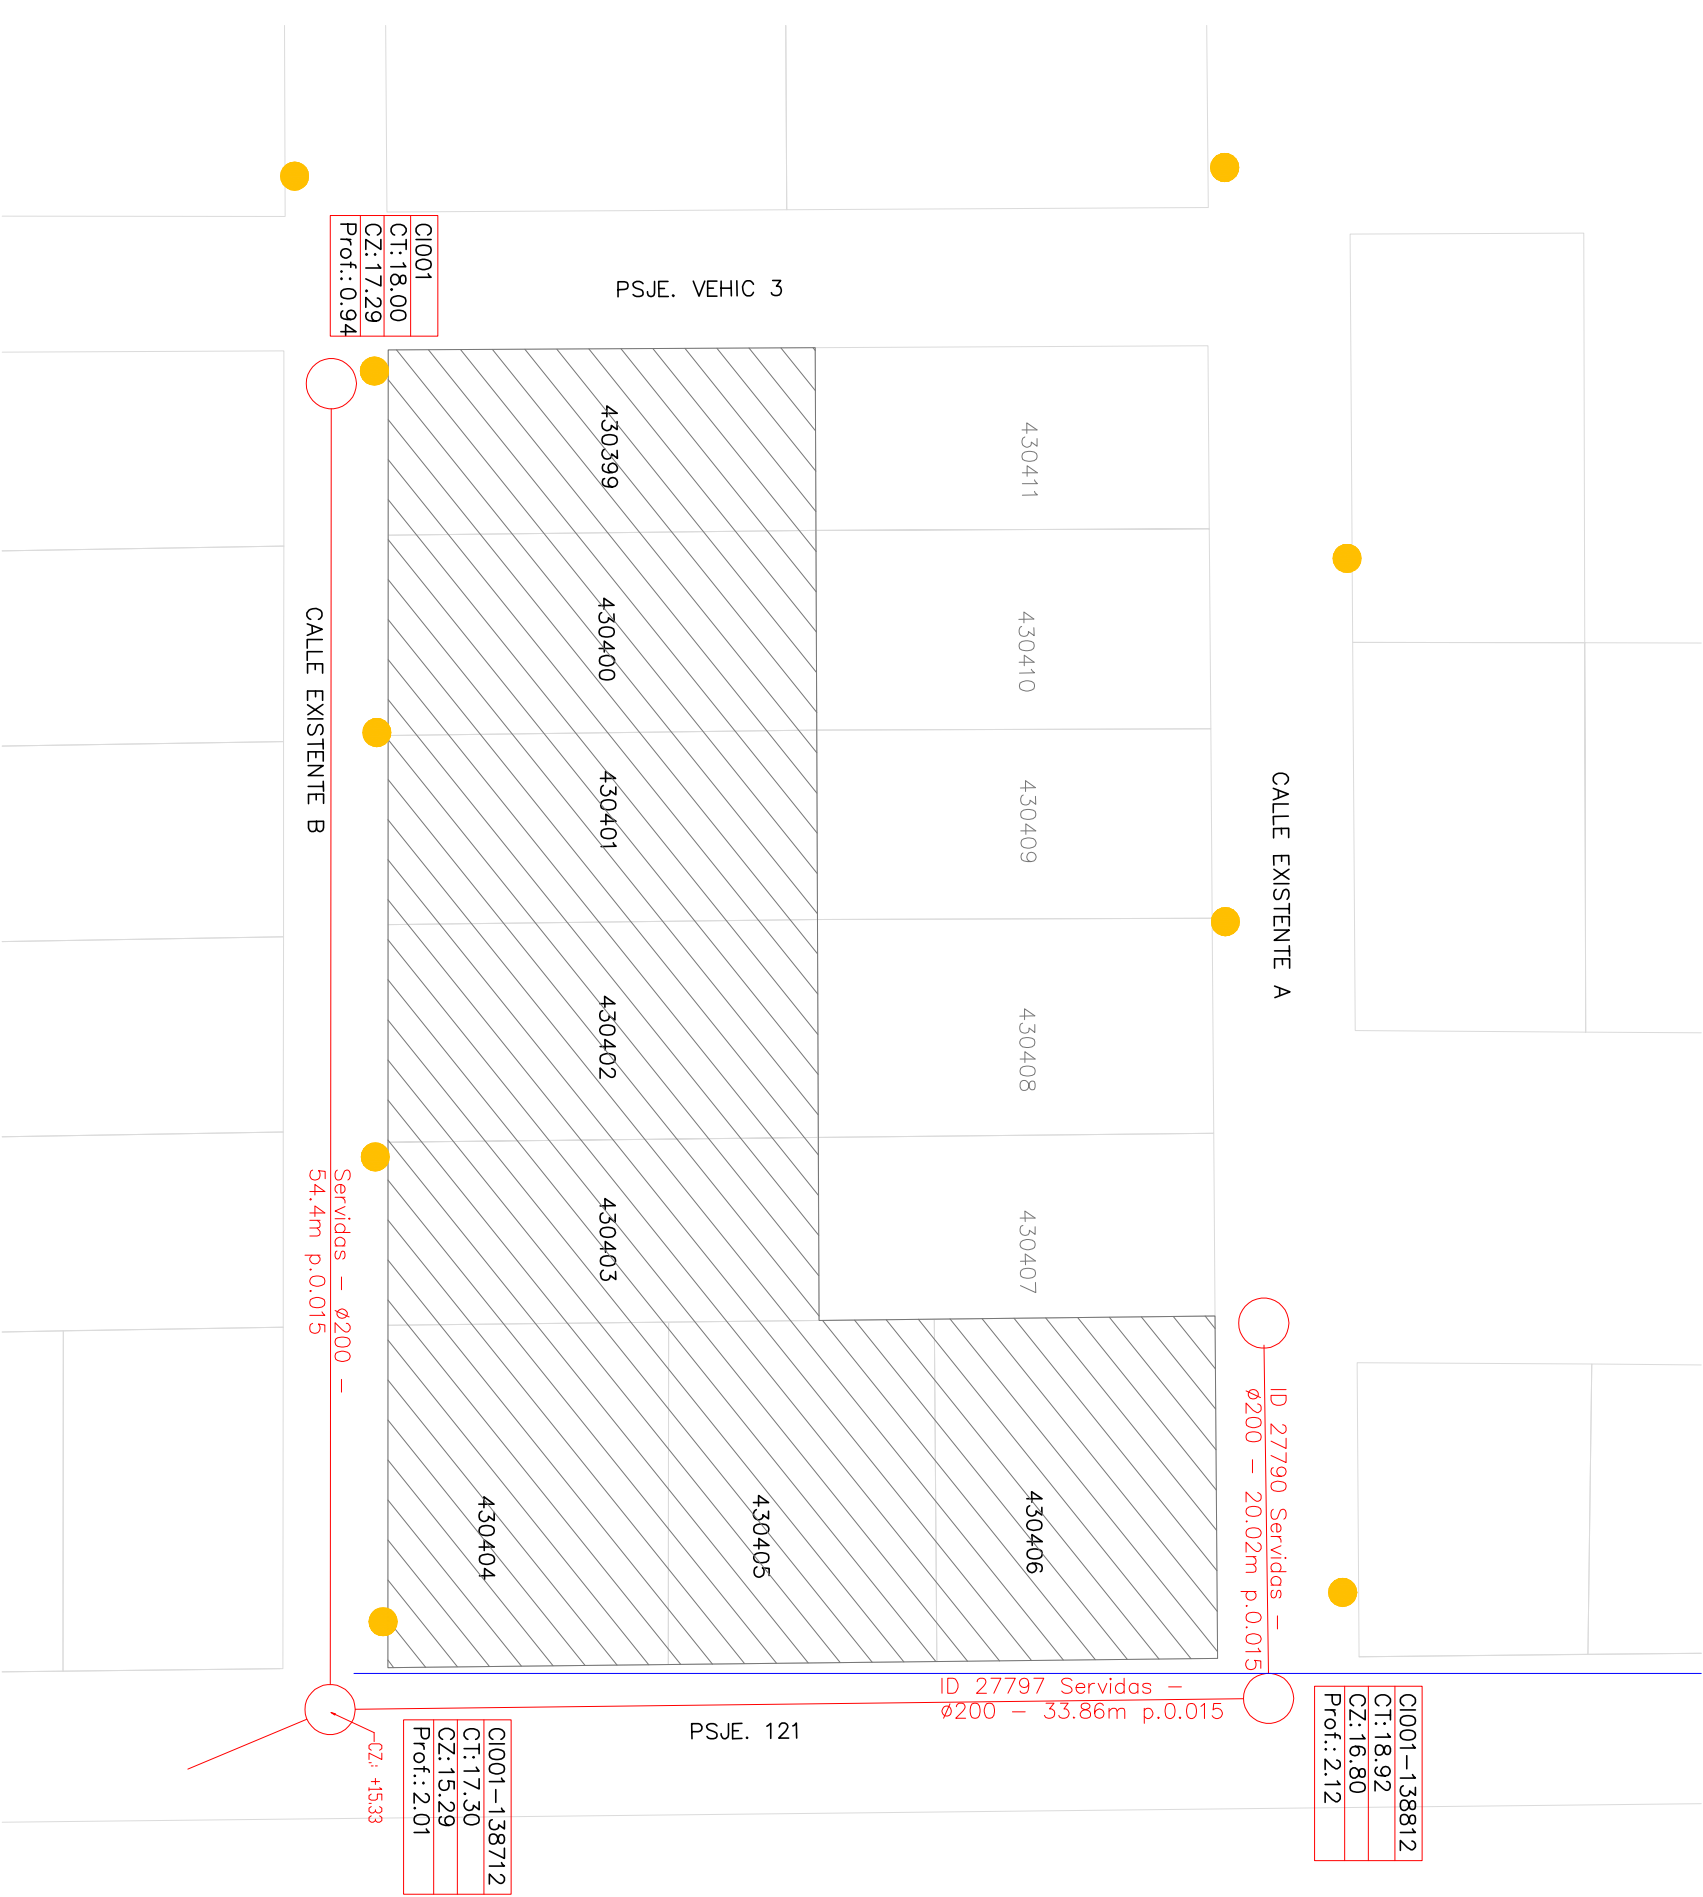 CI001
CT:18.00
CZ:17.29
Prof.:0.94
PSJE. VEHIC 3
430399
430411
430400
430410
CALLE EXISTENTE B
430401
430409
CALLE EXISTENTE A
430402
430408
430403
430407
Servidas – Ø200 –
54.4m p.0.015
ID 27790 Servidas –
Ø200 – 20.02m p.0.015
430404
430405
430406
ID 27797 Servidas –
Ø200 – 33.86m p.0.015
PSJE. 121
CZ: +15.33
CI001–138712
CT:17.30
CZ:15.29
Prof.:2.01
CI001–138812
CT:18.92
CZ:16.80
Prof.:2.12